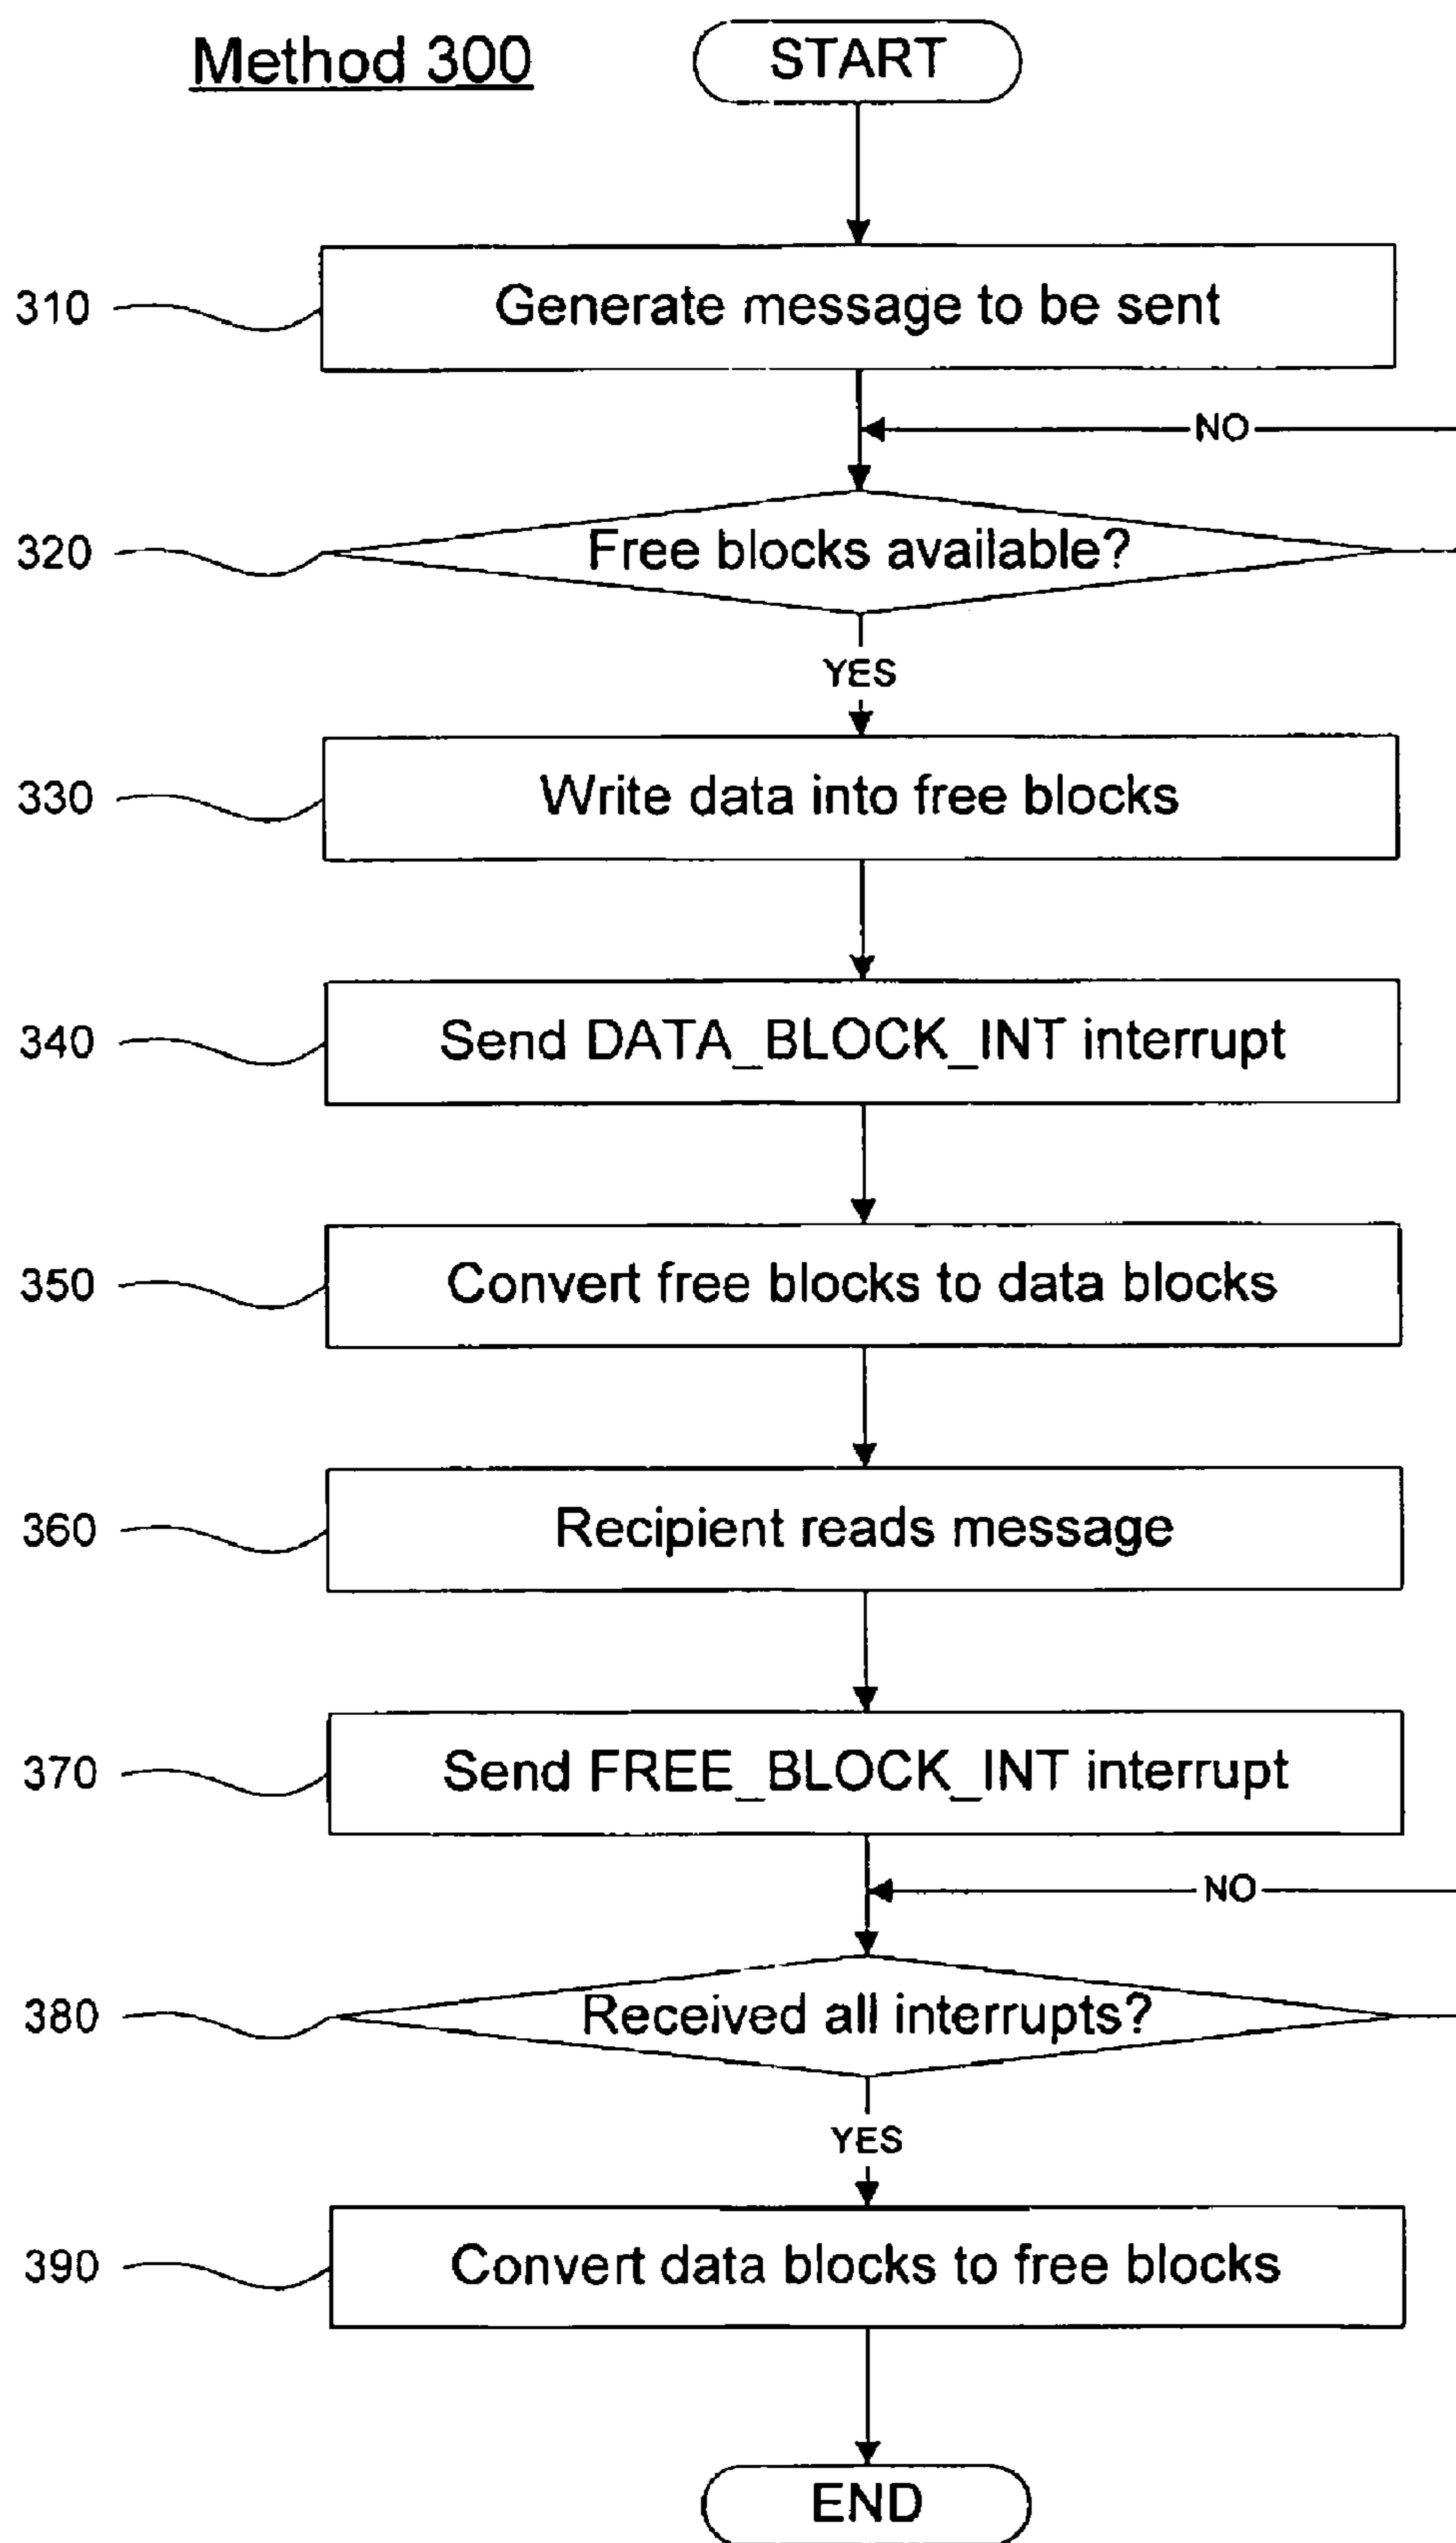 Method 300
START
310
Generate message to be sent
NO
320
Free blocks available?
YES
330
Write data into free blocks
340
Send DATA_BLOCK_INT interrupt
350
Convert free blocks to data blocks
360
Recipient reads message
370
Send FREE_BLOCK_INT interrupt
NO
380
Received all interrupts?
YES
390
Convert data blocks to free blocks
END